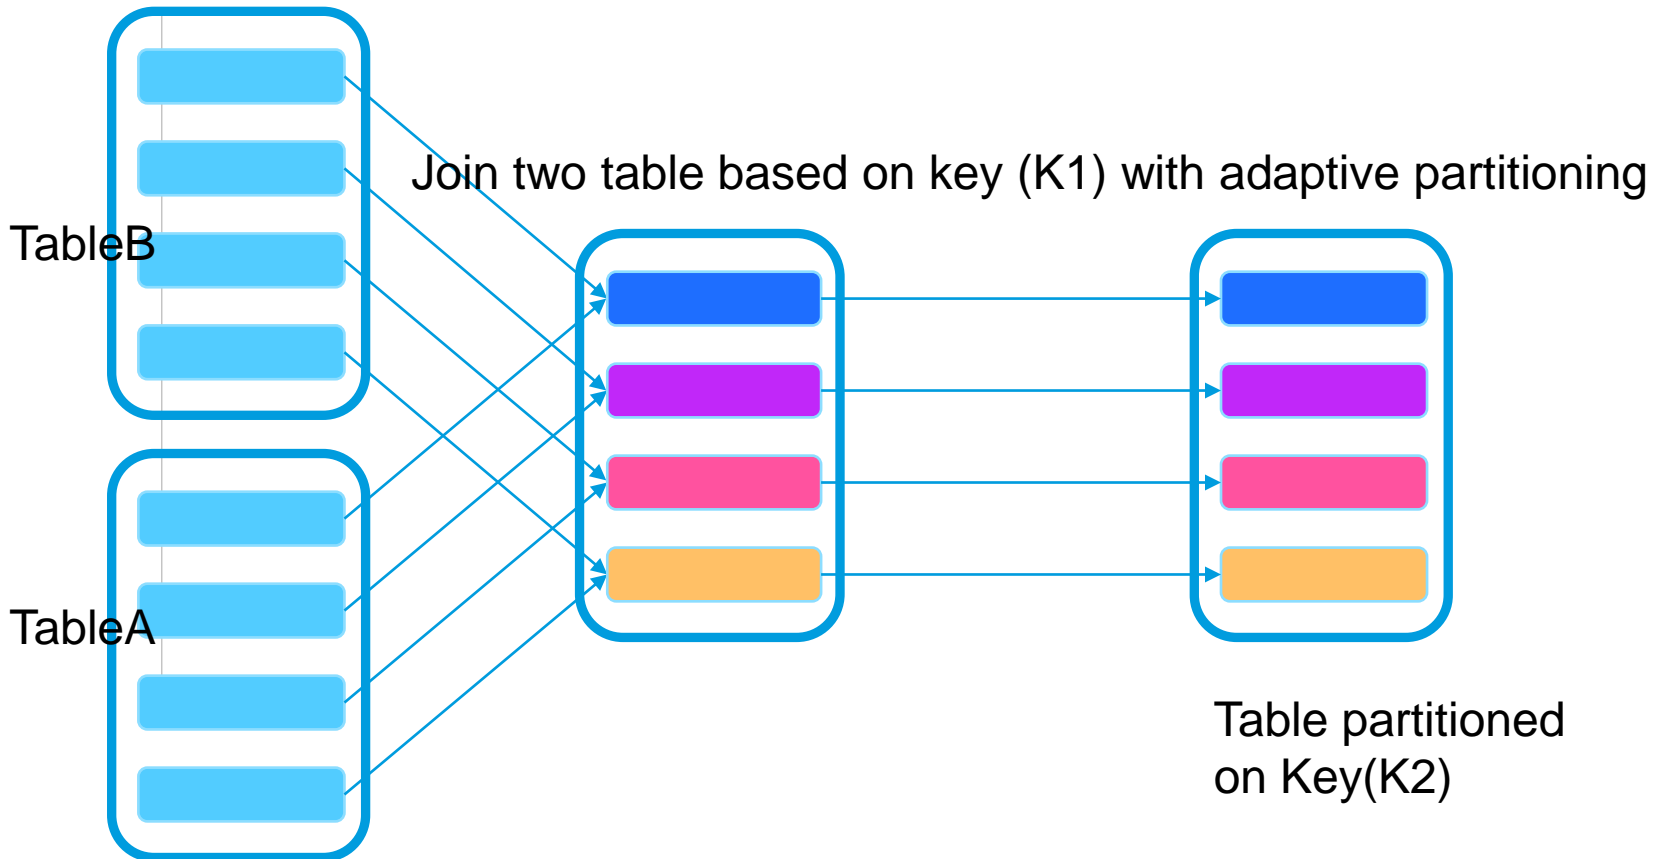 Join two table based on key (K1) with adaptive partitioning
TableB
TableA
Table partitioned
on Key(K2)